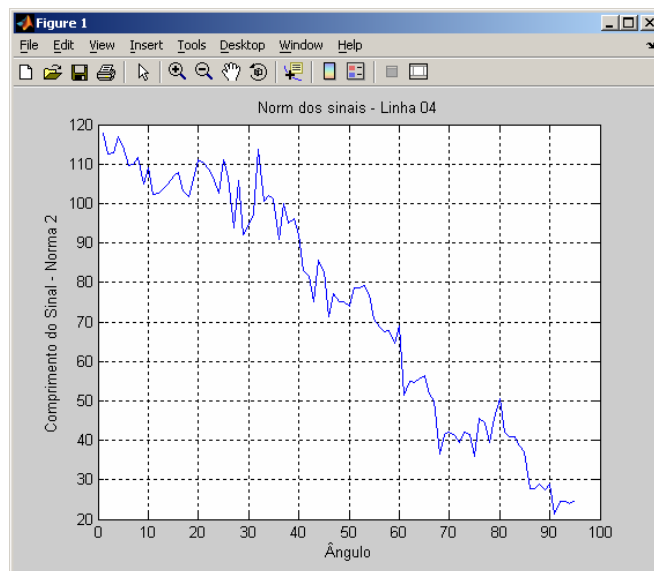 Figure 1
File Edit View Insert Tools Desktop Window Help
Norm dos sinais - Linha 04
Comprimento do Sinal - Norma 2
120
110
100
90
80
70
60
50
40
30
20
0 10 20 30 40 50 60 70 80 90 100
Ângulo